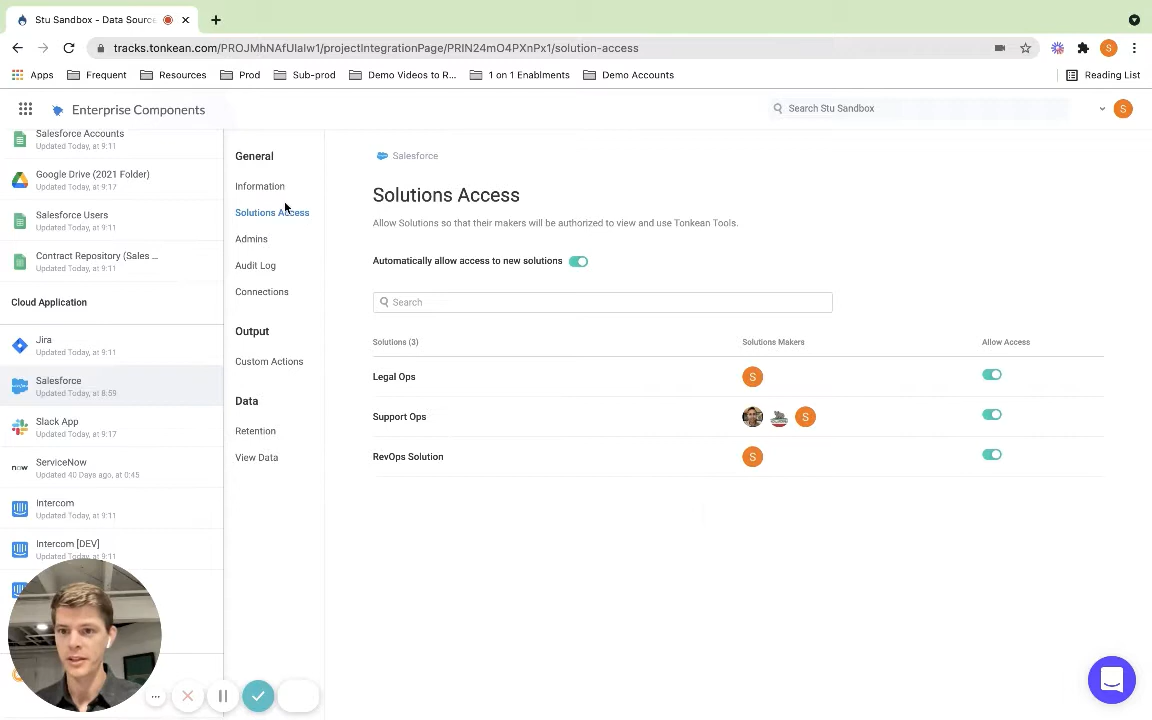 Stu Sandbox - Data Source
tracks.tonkean.com/PROJMhNAfUlaIw1/projectIntegrationPage/PRIN24mO4PXnPx1/solution-access
S
Apps Frequent Resources Prod Sub-prod Demo Videos to R... 1 on 1 Enablments Demo Accounts Reading List
Enterprise Components
Search Stu Sandbox
S
Salesforce Accounts
Updated Today, at 9:11
Google Drive (2021 Folder)
Updated Today, at 9:17
Salesforce Users
Updated Today, at 9:11
Contract Repository (Sales ...
Updated Today, at 9:11
Cloud Application
Jira
Updated Today, at 9:11
Salesforce
Updated Today, at 8:59
Slack App
Updated Today, at 9:17
now
ServiceNow
Updated 40 Days ago, at 0:45
Intercom
Updated Today, at 9:11
Intercom [DEV]
Updated Today, at 9:11
General
Information
Solutions Access
Admins
Audit Log
Connections
Output
Custom Actions
Data
Retention
View Data
Salesforce
Solutions Access
Allow Solutions so that their makers will be authorized to view and use Tonkean Tools.
Automatically allow access to new solutions
Search
Solutions (3) Solutions Makers Allow Access
Legal Ops S
Support Ops S
RevOps Solution S